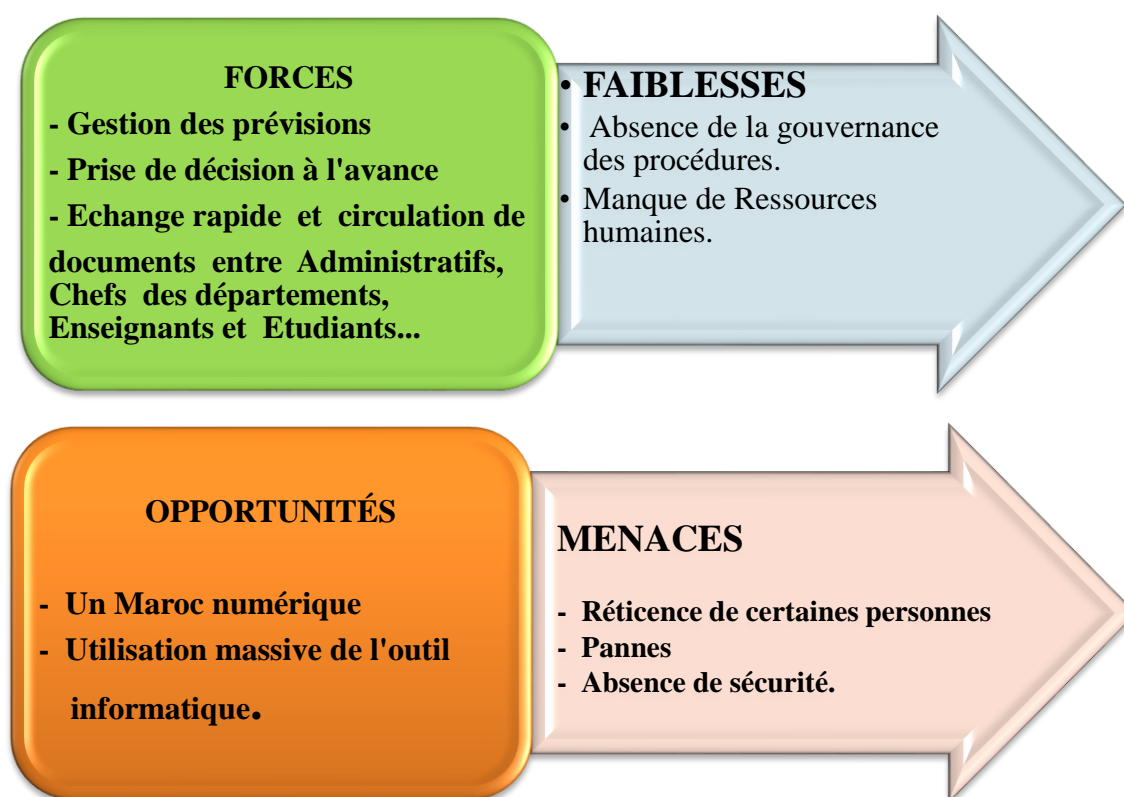 FORCES
- Gestion des prévisions
- Prise de décision à l'avance
- Echange rapide et circulation de
documents entre Administratifs,
Chefs des départements,
Enseignants et Etudiants...
• FAIBLESSES
• Absence de la gouvernance
des procédures.
• Manque de Ressources
humaines.
OPPORTUNITÉS
- Un Maroc numérique
- Utilisation massive de l'outil
informatique.
MENACES
- Réticence de certaines personnes
- Pannes
- Absence de sécurité.